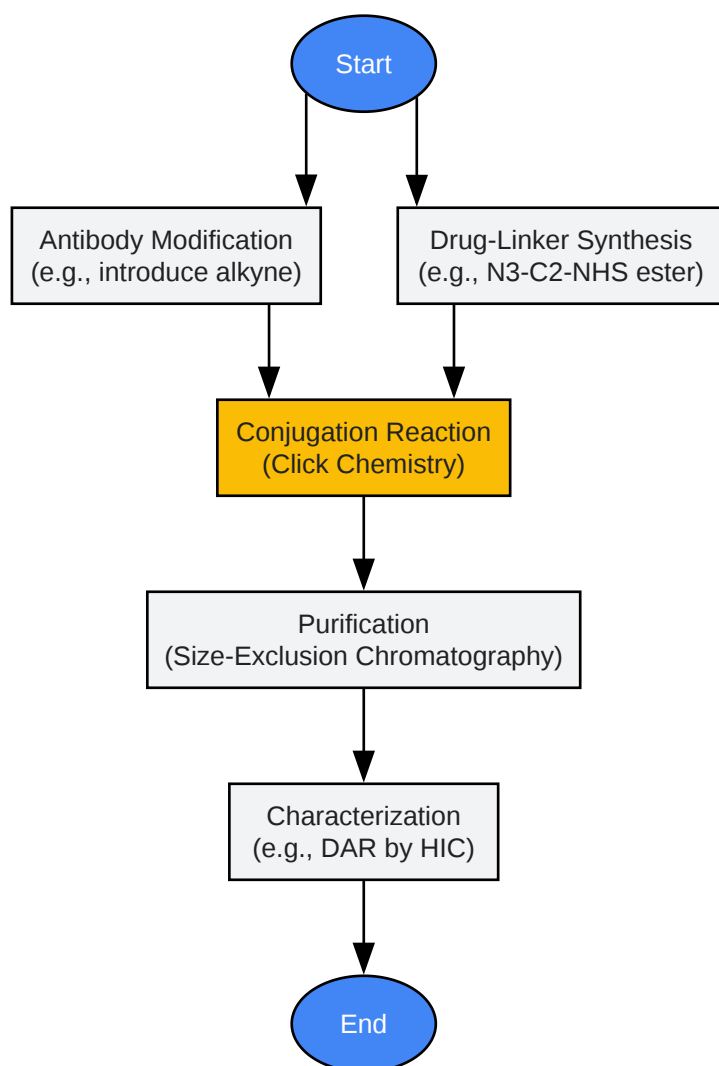 Start
Antibody Modification
(e.g., introduce alkyne)
Drug-Linker Synthesis
(e.g., N3-C2-NHS ester)
Conjugation Reaction
(Click Chemistry)
Purification
(Size-Exclusion Chromatography)
Characterization
(e.g., DAR by HIC)
End